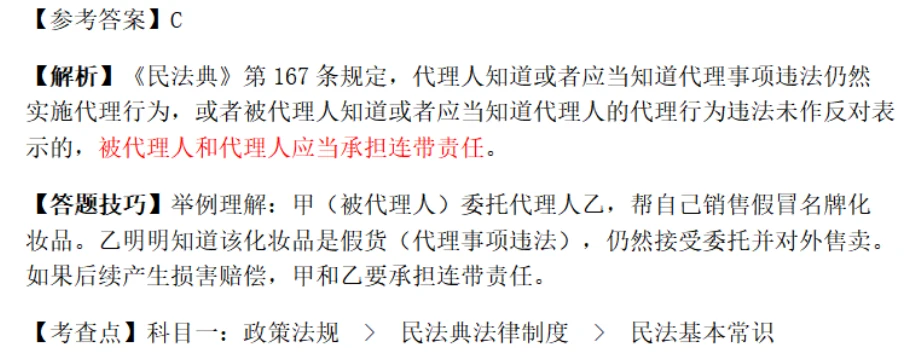 【参考答案】C
【解析】《民法典》第 167 条规定，代理人知道或者应当知道代理事项违法仍然
实施代理行为，或者被代理人知道或者应当知道代理人的代理行为违法未作反对表
示的，被代理人和代理人应当承担连带责任。
【答题技巧】举例理解：甲（被代理人）委托代理人乙，帮自己销售假冒名牌化
妆品。乙明明知道该化妆品是假货（代理事项违法），仍然接受委托并对外售卖。
如果后续产生损害赔偿，甲和乙要承担连带责任。
【考查点】科目一：政策法规 > 民法典法律制度 > 民法基本常识